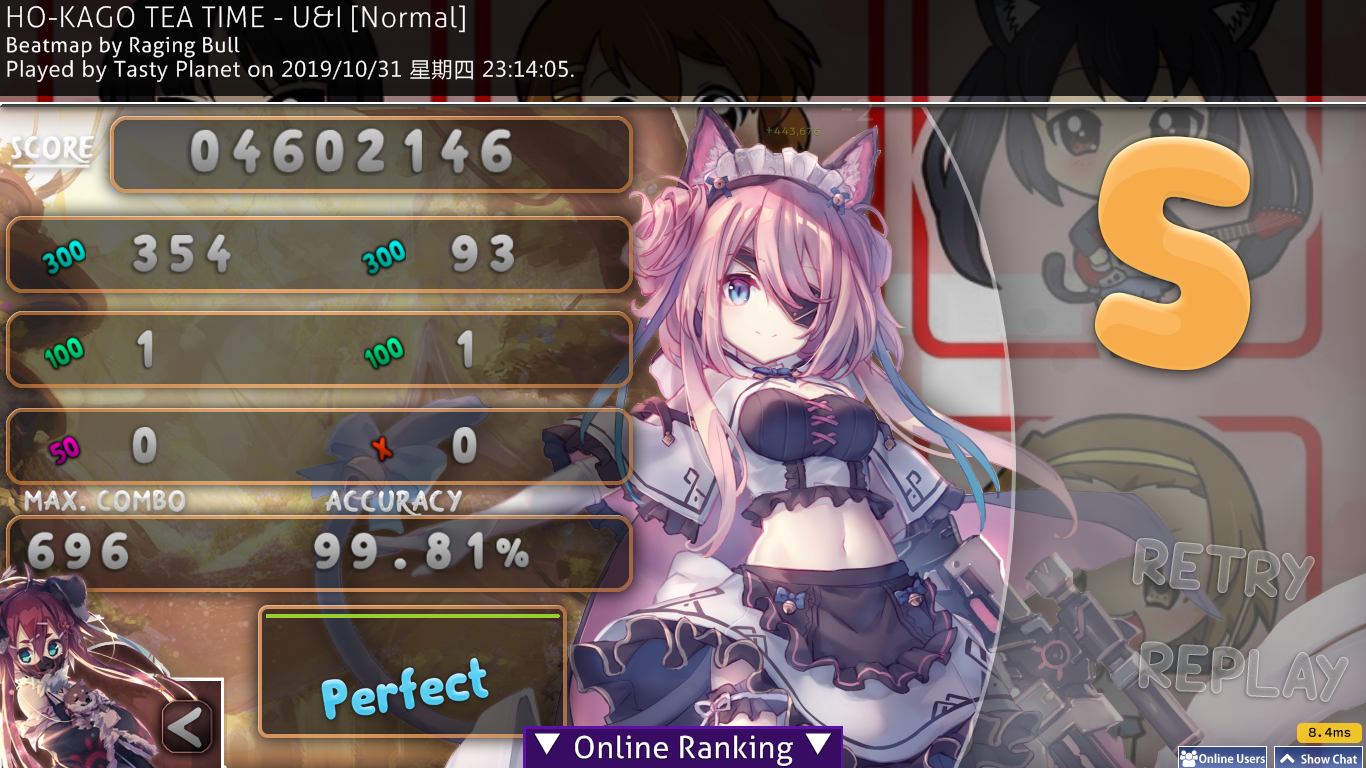 HO-KAGO TEA TIME - U&I [Normal]
Beatmap by Raging Bull
Played by Tasty Planet on 2019/10/31 星期四 23:14:05.
+443,676
SCORE 04602146
300 354 300 93
100 1 100 1
50 0 X 0
MAX. COMBO ACCURACY
696 99.81%
S
Perfect
RETRY
REPLAY
Online Ranking
8.4ms
Online Users Show Chat